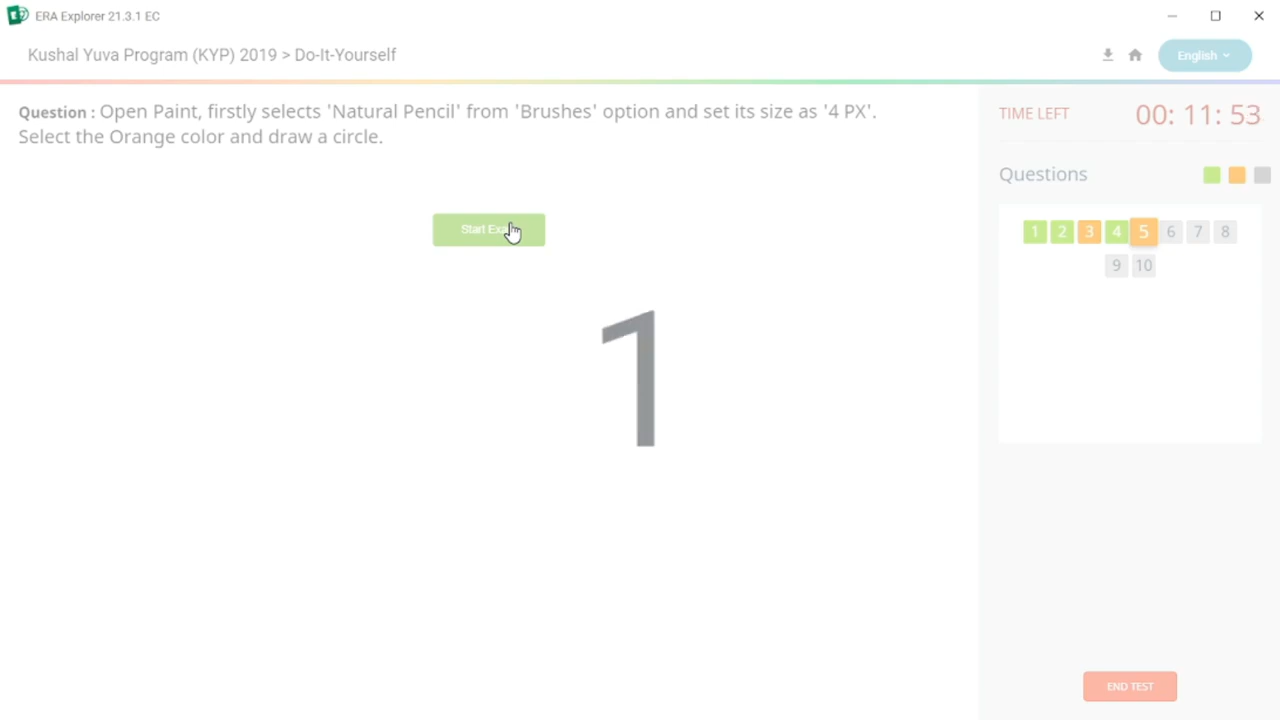 ERA Explorer 21.3.1 EC
Kushal Yuva Program (KYP) 2019 > Do-It-Yourself
English
Question : Open Paint, firstly selects 'Natural Pencil' from 'Brushes' option and set its size as '4 PX'.
Select the Orange color and draw a circle.
TIME LEFT
00: 11: 53
Questions
Start
1 2 3 4 5 6 7 8
9 10
1
END TEST